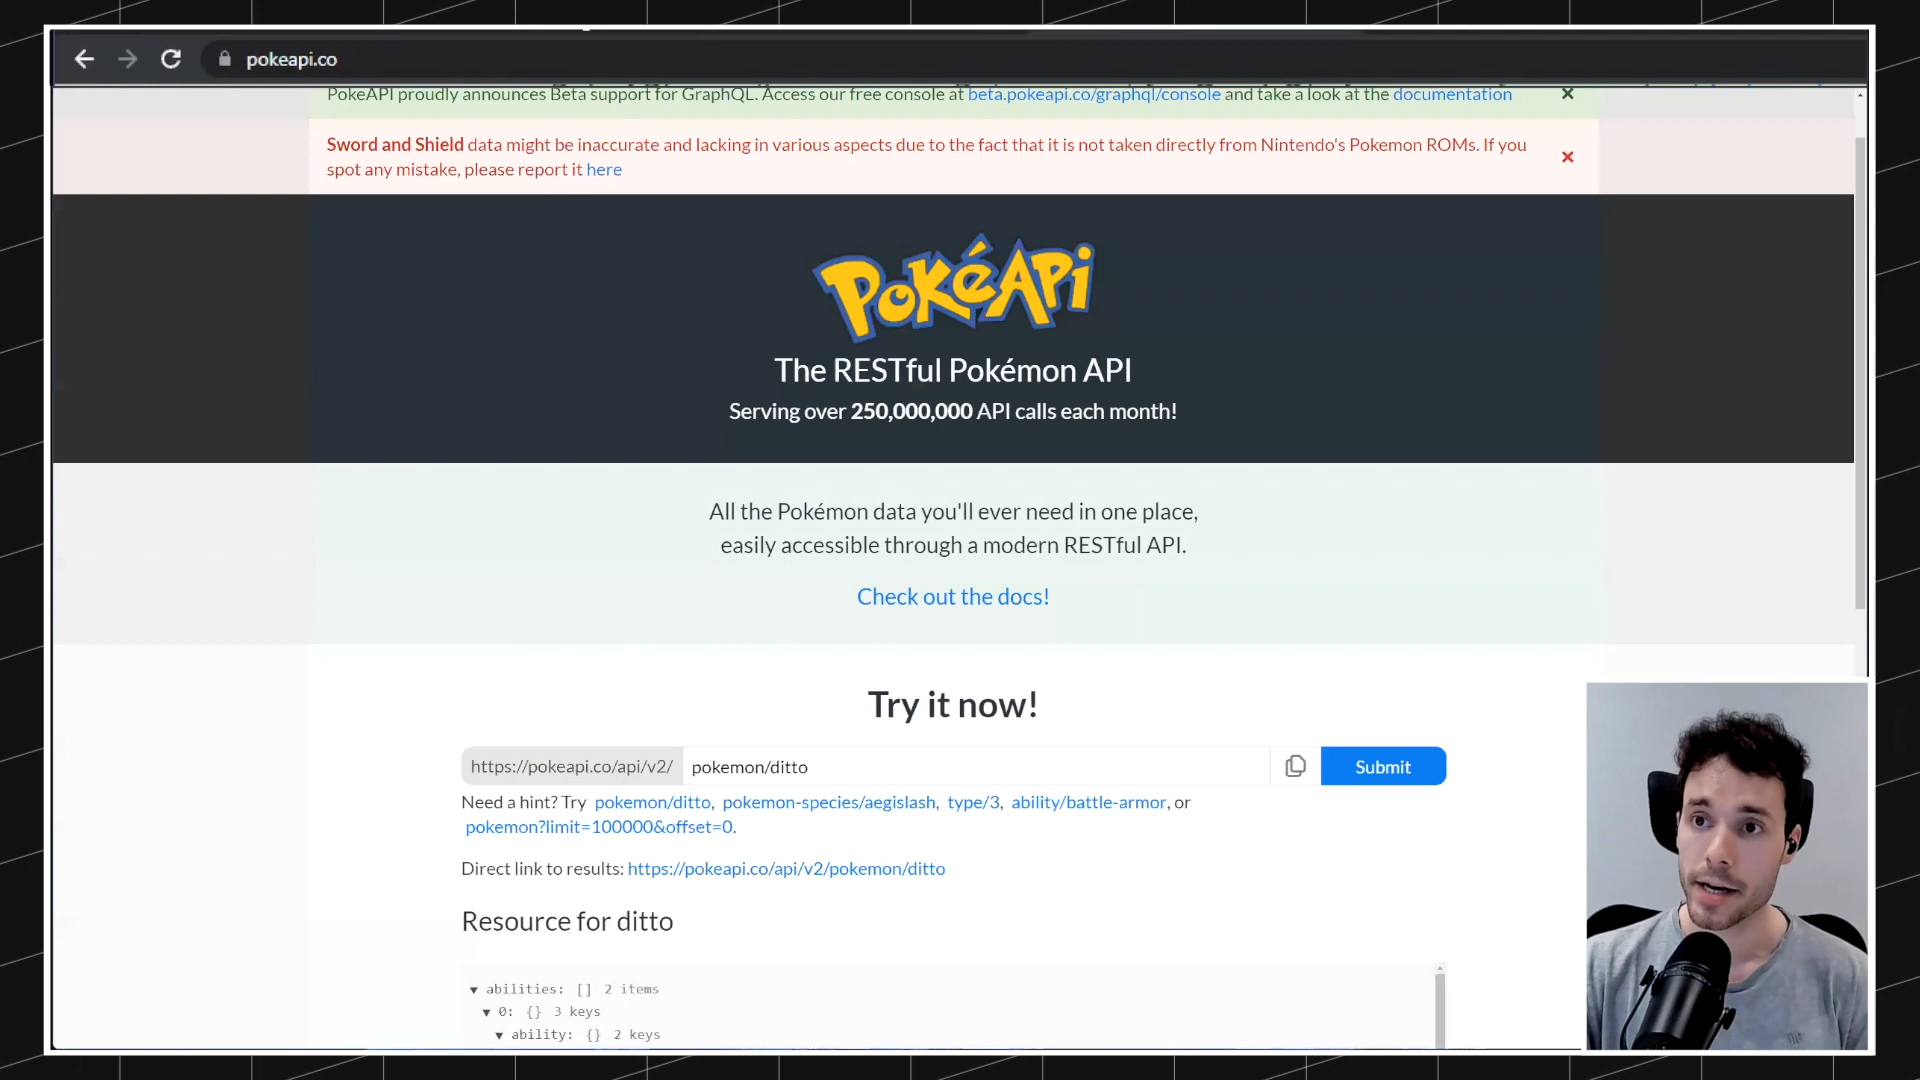 pokeapi.co
PokeAPI proudly announces Beta support for GraphQL. Access our free console at beta.pokeapi.co/graphql/console and take a look at the documentation
Sword and Shield data might be inaccurate and lacking in various aspects due to the fact that it is not taken directly from Nintendo's Pokemon ROMs. If you
spot any mistake, please report it here
PokéApi
The RESTful Pokémon API
Serving over 250,000,000 API calls each month!
All the Pokémon data you'll ever need in one place,
easily accessible through a modern RESTful API.
Check out the docs!
Try it now!
https://pokeapi.co/api/v2/ pokemon/ditto Submit
Need a hint? Try pokemon/ditto, pokemon-species/aegislash, type/3, ability/battle-armor, or
pokemon?limit=100000&offset=0.
Direct link to results: https://pokeapi.co/api/v2/pokemon/ditto
Resource for ditto
abilities: [] 2 items
0: {} 3 keys
ability: {} 2 keys